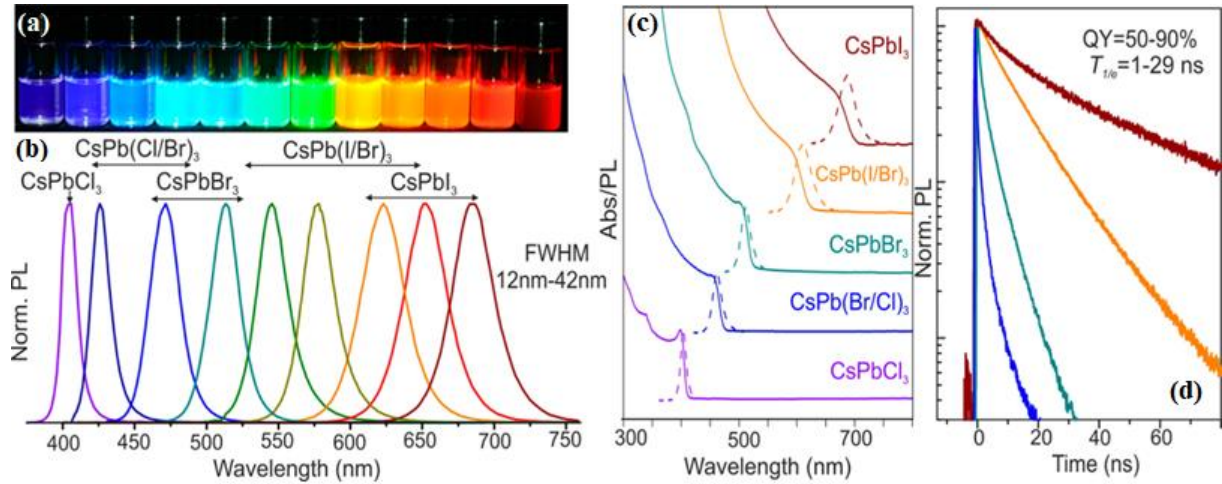 (a)
(b)
CsPb(Cl/Br)₃
CsPb(I/Br)₃
CsPbCl₃
CsPbBr₃
CsPbI₃
FWHM
12nm-42nm
Norm. PL
400 450 500 550 600 650 700 750
Wavelength (nm)
(c)
CsPbI₃
CsPb(I/Br)₃
CsPbBr₃
CsPb(Br/Cl)₃
CsPbCl₃
Abs/PL
300 500 700
Wavelength (nm)
QY=50-90%
T1/e=1-29 ns
Norm. PL
(d)
0 20 40 60
Time (ns)